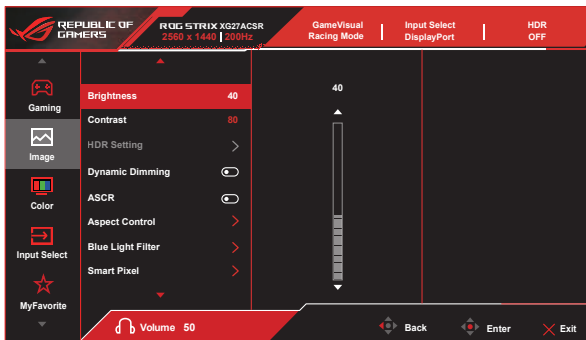 REPUBLIC OF
GAMERS
ROG STRIX XG27ACSR
2560 x 1440 200Hz
GameVisual
Racing Mode
Input Select
DisplayPort
HDR
OFF
Gaming
Image
Color
Input Select
MyFavorite
Brightness 40
Contrast 80
HDR Setting
Dynamic Dimming
ASCR
Aspect Control
Blue Light Filter
Smart Pixel
40
Volume 50
Back
Enter
Exit